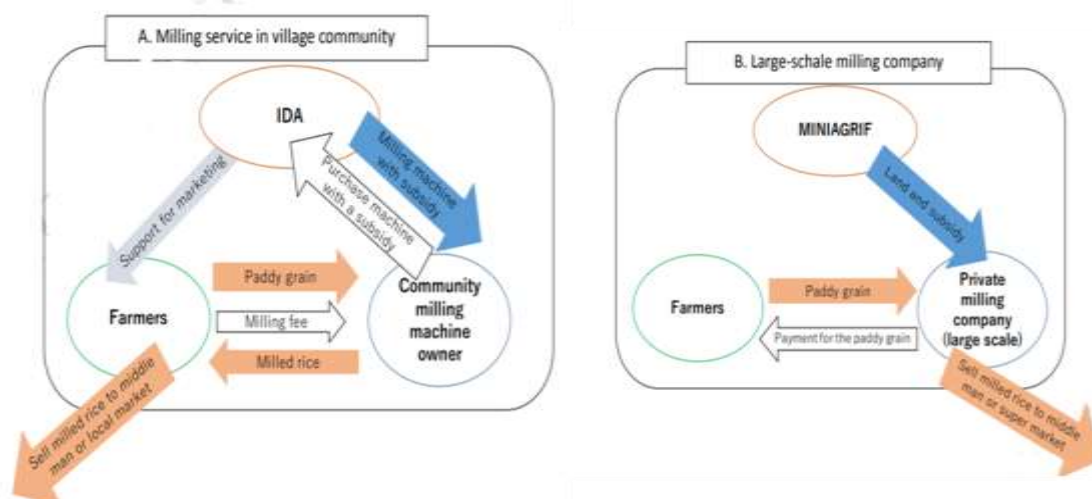 A. Milling service in village community
IDA
Milling machine
with subsidy
Purchase machine
with a subsidy
Support for marketing
Farmers
Paddy grain
Milling fee
Milled rice
Community
milling
machine
owner
Sell milled rice to middle
man or local market
B. Large-schale milling company
MINIAGRIF
Land and subsidy
Farmers
Paddy grain
Payment for the paddy grain
Private
milling
company
(large scale)
Sell milled rice to middle
man or super market